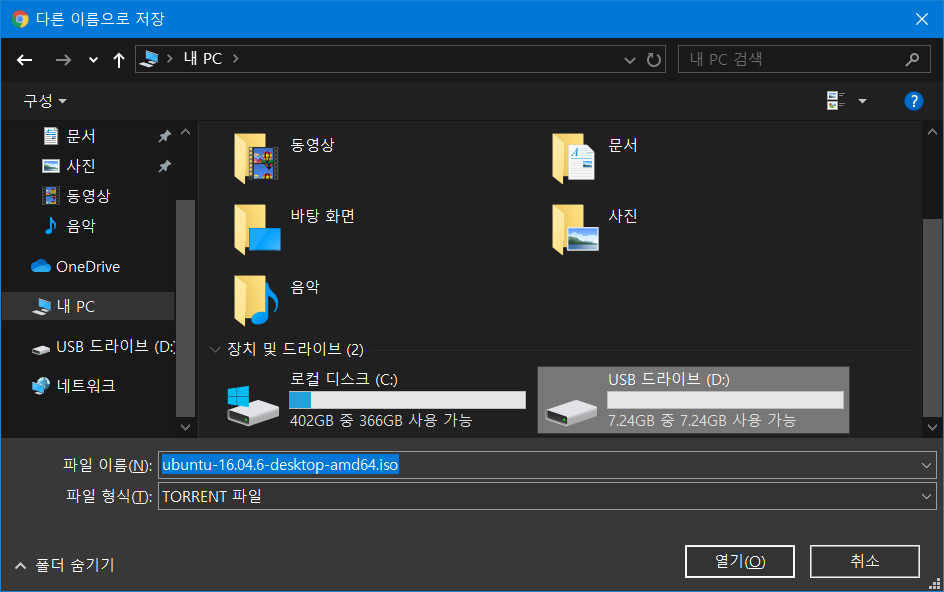 다른 이름으로 저장
내 PC
내 PC 검색
구성
?
문서
사진
동영상
음악
OneDrive
내 PC
USB 드라이브 (D:)
네트워크
동영상
문서
바탕 화면
사진
음악
장치 및 드라이브 (2)
로컬 디스크 (C:)
402GB 중 366GB 사용 가능
USB 드라이브 (D:)
7.24GB 중 7.24GB 사용 가능
파일 이름(N):
ubuntu-16.04.6-desktop-amd64.iso
파일 형식(T):
TORRENT 파일
폴더 숨기기
열기(O)
취소